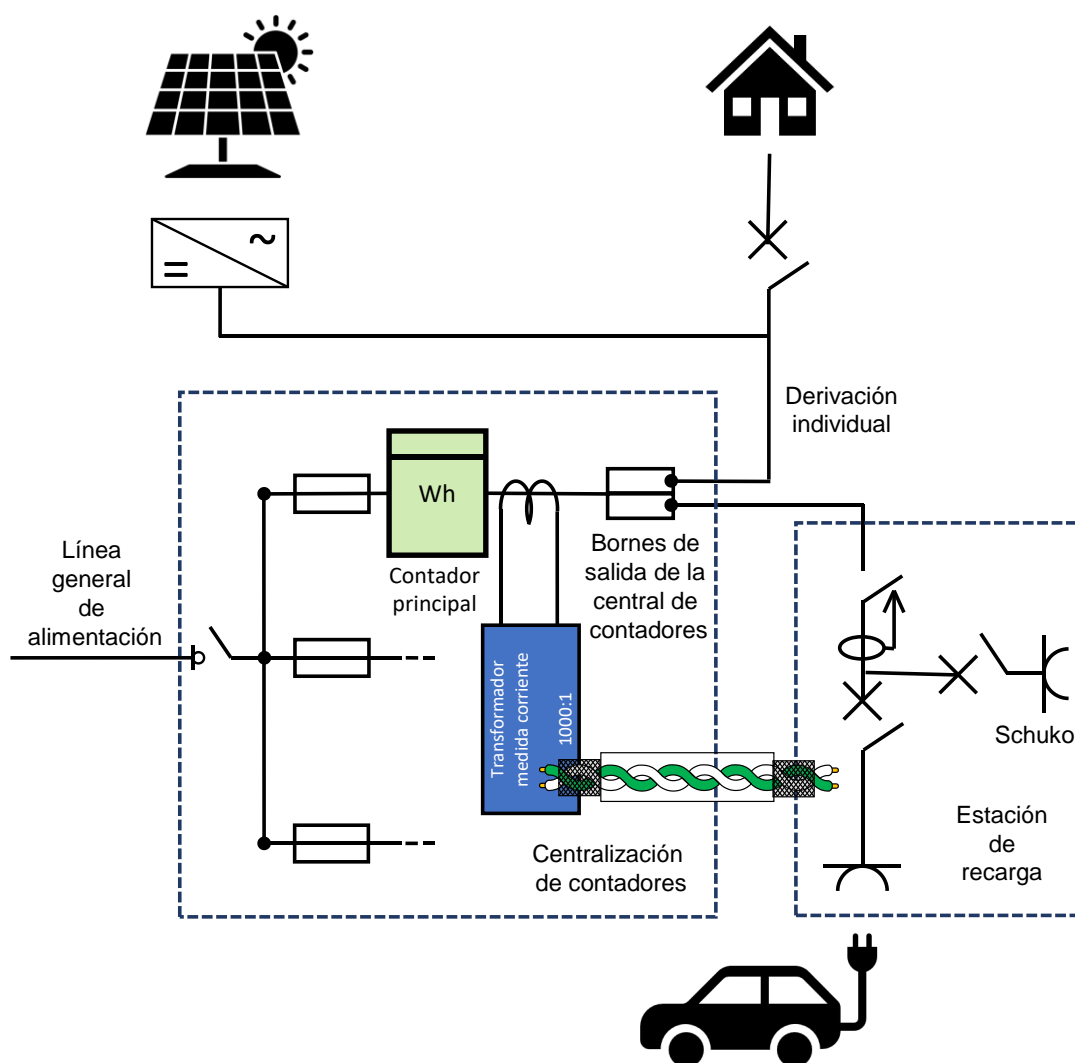 Derivación
individual
Wh
Contador
principal
Bornes de
salida de la
central de
contadores
Línea
general
de
alimentación
Transformador
medida corriente
1000:1
Schuko
Estación
de
recarga
Centralización
de contadores